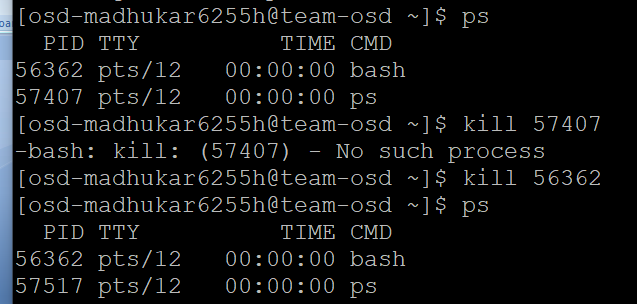 [osd-madhukar6255h@team-osd ~]$ ps
  PID TTY          TIME CMD
56362 pts/12   00:00:00 bash
57407 pts/12   00:00:00 ps
[osd-madhukar6255h@team-osd ~]$ kill 57407
-bash: kill: (57407) - No such process
[osd-madhukar6255h@team-osd ~]$ kill 56362
[osd-madhukar6255h@team-osd ~]$ ps
  PID TTY          TIME CMD
56362 pts/12   00:00:00 bash
57517 pts/12   00:00:00 ps